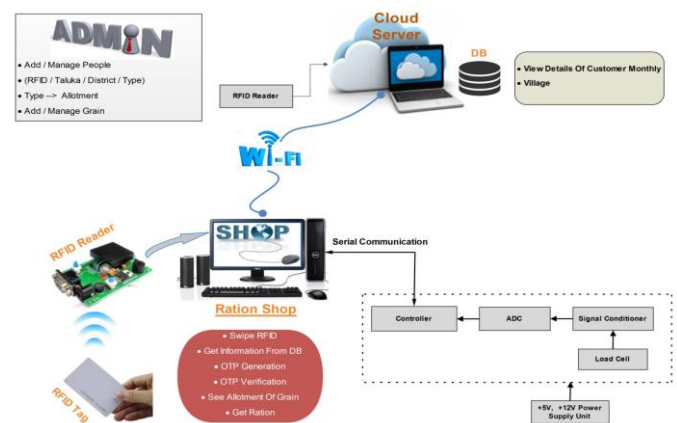 ADMIN
• Add / Manage People
• (RFID / Taluka / District / Type)
• Type --> Allotment
• Add / Manage Grain
Cloud
Server
DB
RFID Reader
• View Details Of Customer Monthly
• Village
Wi-Fi
RFID Reader
SHOP
Serial Communication
Ration Shop
• Swipe RFID
• Get Information From DB
• OTP Generation
• OTP Verification
• See Allotment Of Grain
• Get Ration
RFID Tag
Controller
ADC
Signal Conditioner
Load Cell
+5V, +12V Power
Supply Unit